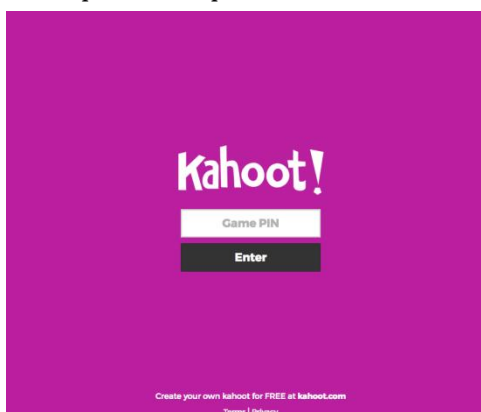 Kahoot!
Game PIN
Enter
Create your own kahoot for FREE at kahoot.com
Terms | Privacy